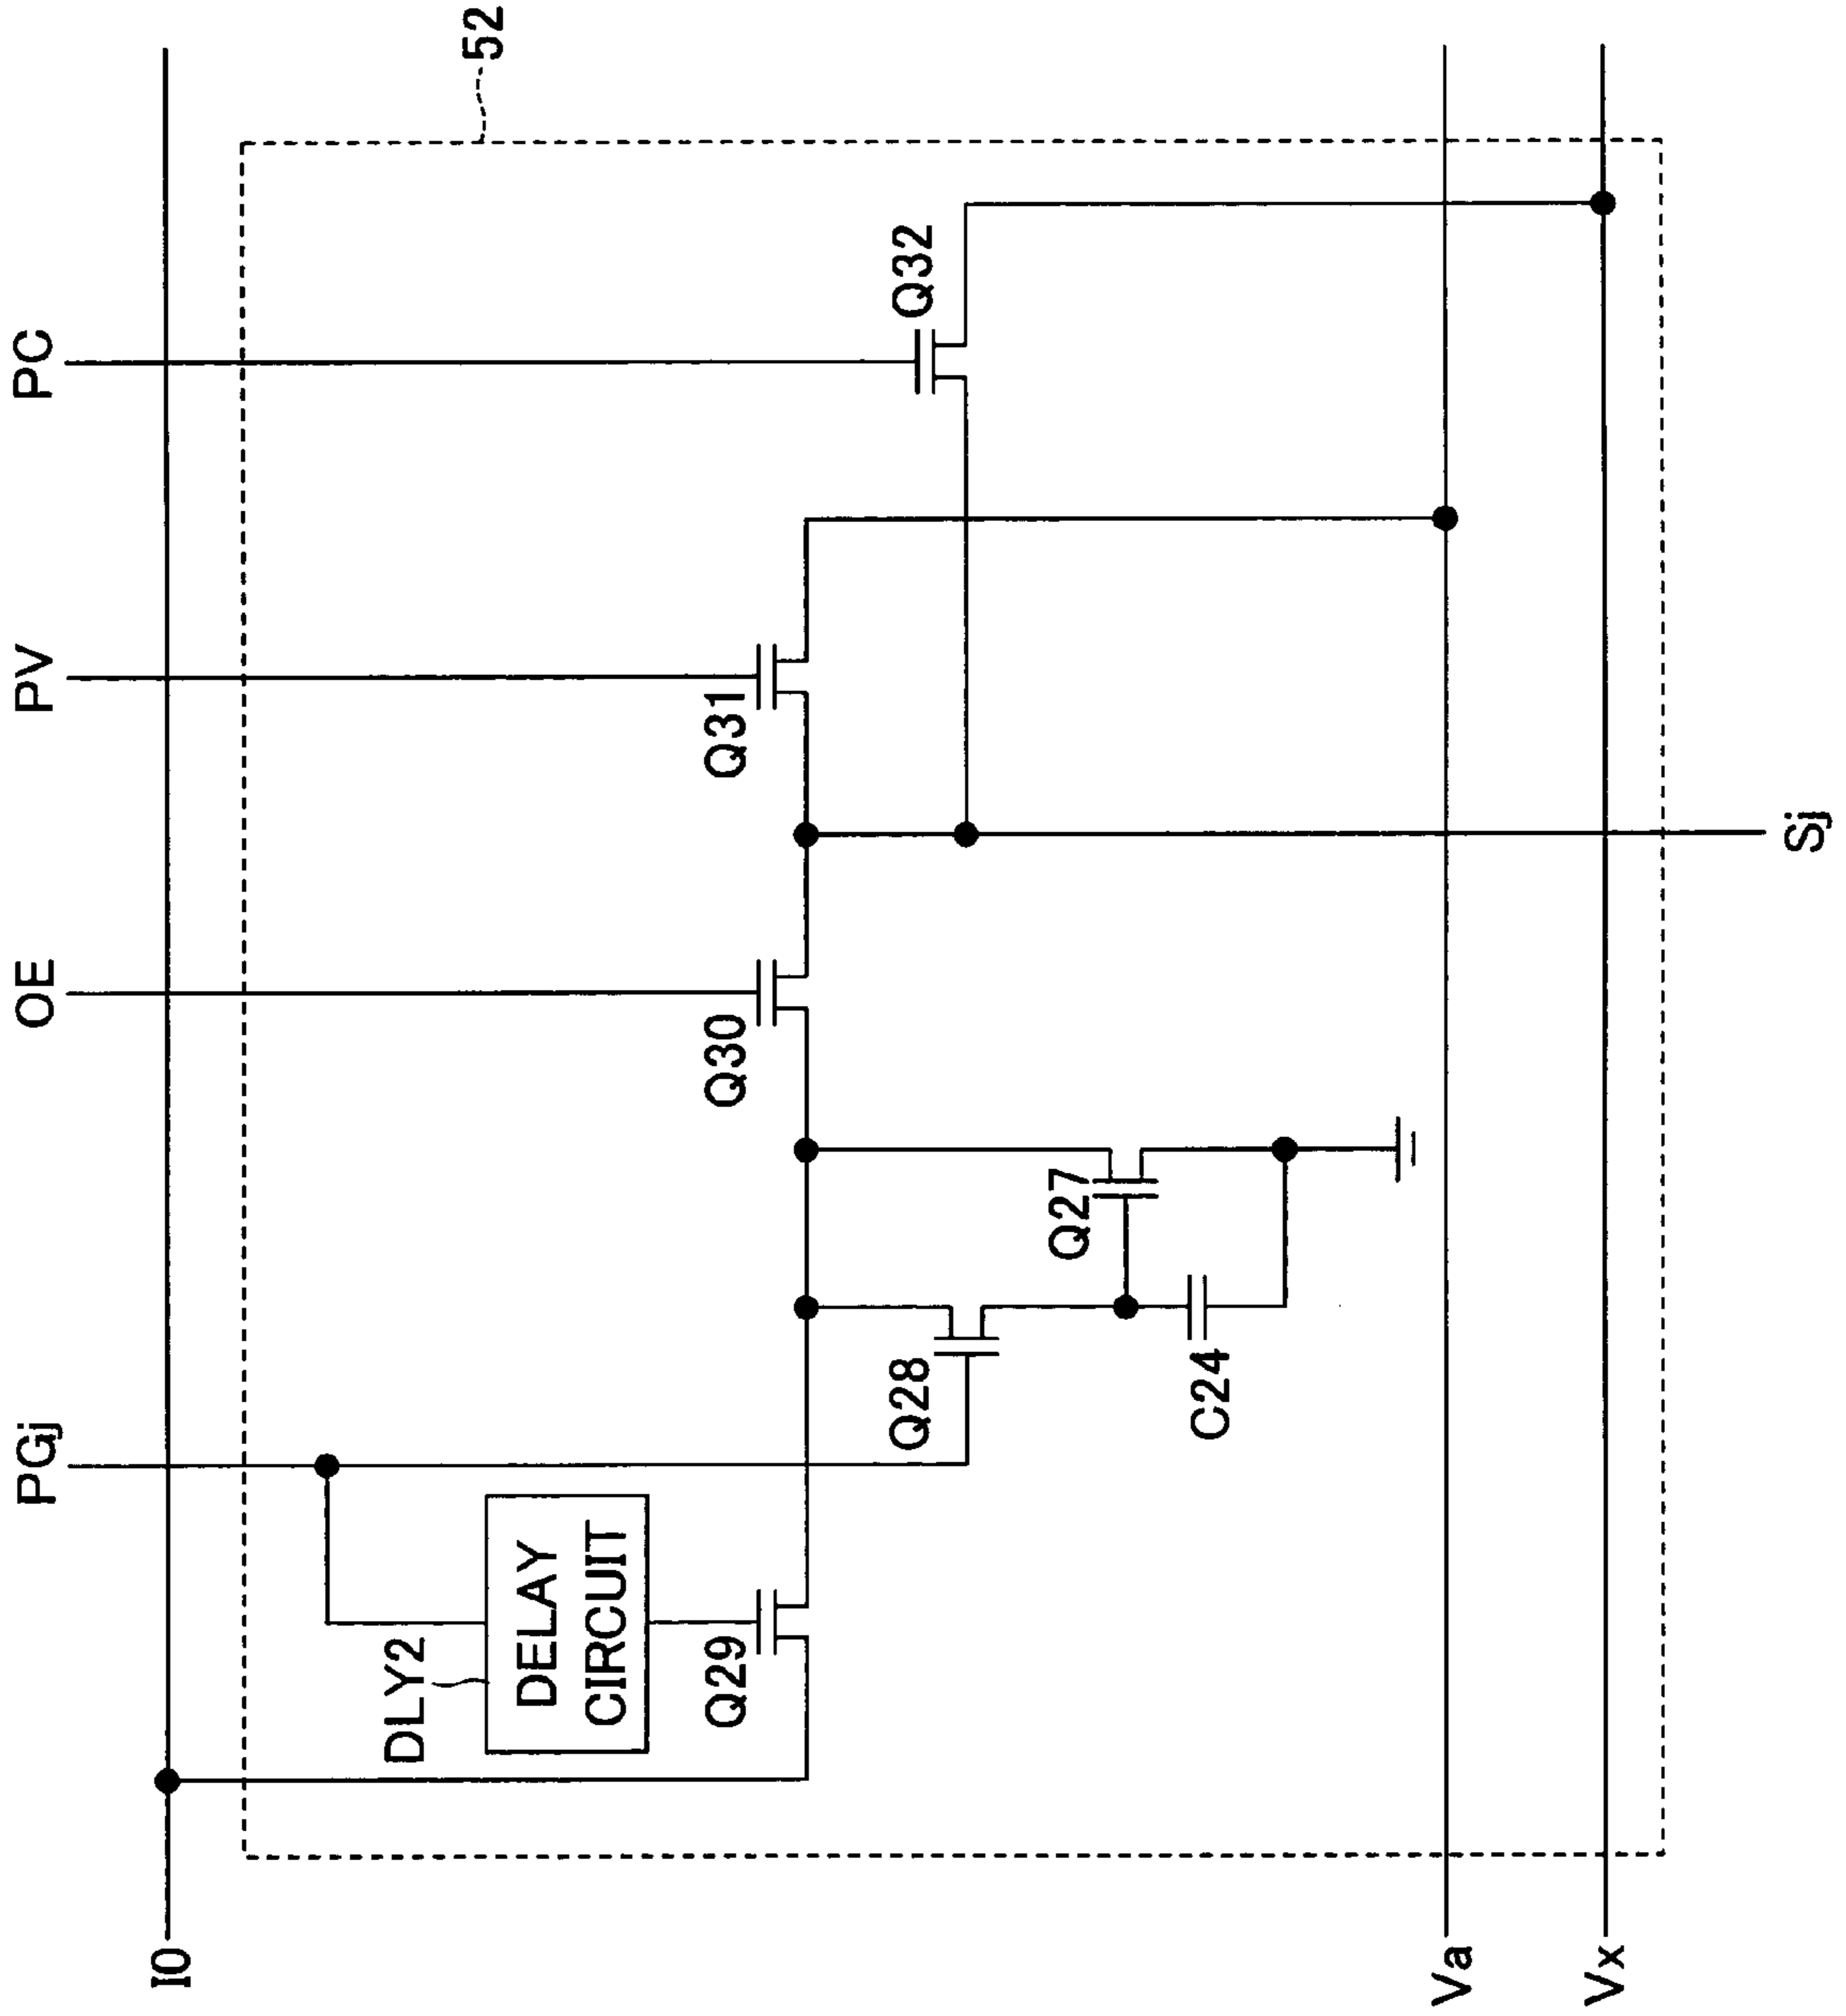 52
PGj
OE
PV
PC
I0
DLY2
DELAY
CIRCUIT
Q29
Q28
Q30
Q31
Q32
Q27
C24
Va
Vx
Sj